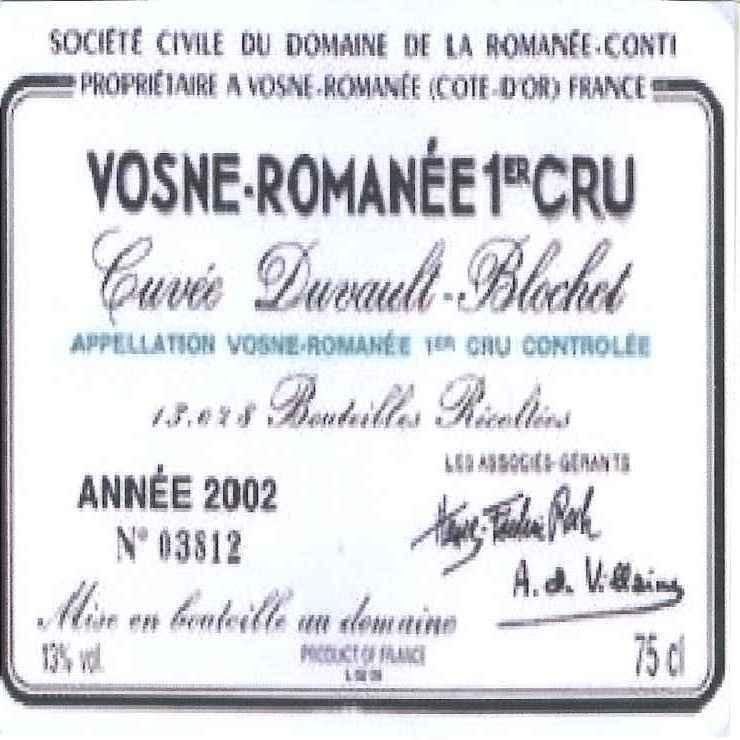 SOCIÉTÉ CIVILE DU DOMAINE DE LA ROMANÉE-CONTI
PROPRIÉTAIRE A VOSNE-ROMANÉE (COTE-D'OR) FRANCE
VOSNE-ROMANÉE 1ER CRU
Cuvée Duvault-Blochet
APPELLATION VOSNE-ROMANÉE 1ER CRU CONTROLÉE
Bouteilles Récoltées
LES ASSOCIÉS-GÉRANTS
ANNÉE 2002
Nº 03812
A. de Villaine
Mise en bouteille au domaine
13% vol.
PRODUCT OF FRANCE
75 cl